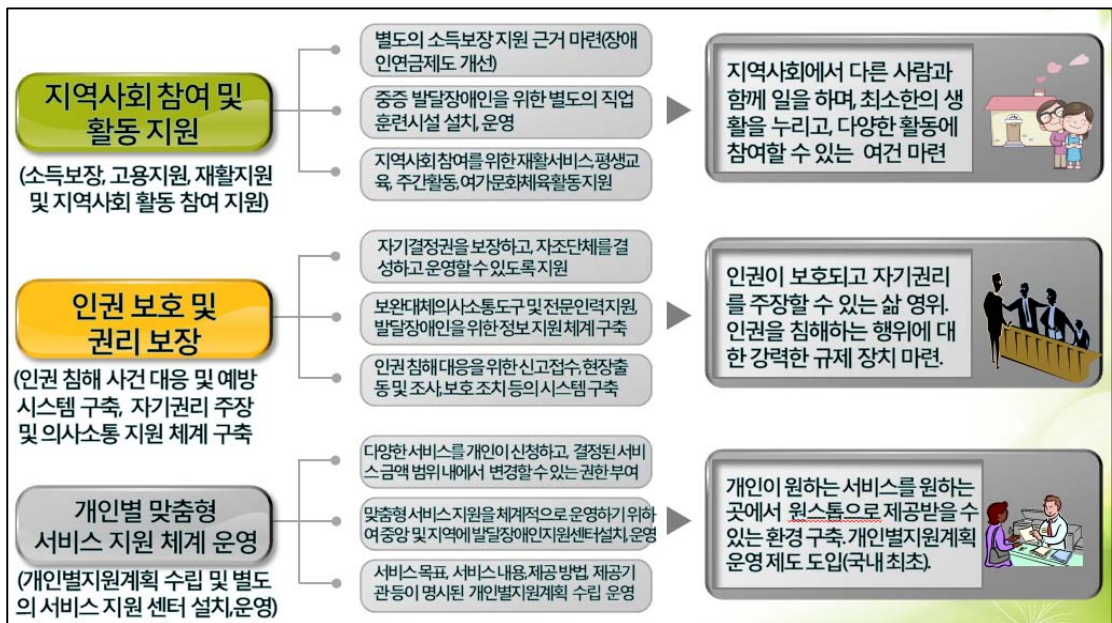 지역사회 참여 및
활동 지원
(소득보장, 고용지원, 재활지원
및 지역사회 활동 참여 지원)
별도의 소득보장 지원 근거 마련(장애
인연금제도 개선)
중증 발달장애인을 위한 별도의 직업
훈련시설 설치, 운영
지역사회 참여를 위한 재활서비스, 평생교
육, 주간활동, 여가문화체육활동 지원
지역사회에서 다른 사람과
함께 일을 하며, 최소한의 생
활을 누리고, 다양한 활동에
참여할 수 있는 여건 마련
인권 보호 및
권리 보장
(인권 침해 사건 대응 및 예방
시스템 구축, 자기권리 주장
및 의사소통 지원 체계 구축
자기결정권을 보장하고, 자조단체를 결
성하고 운영할 수 있도록 지원
보완대체의사소통도구 및 전문인력지원,
발달장애인을 위한 정보 지원 체계 구축
인권 침해 대응을 위한 신고접수, 현장출
동 및 조사, 보호 조치 등의 시스템 구축
인권이 보호되고 자기권리
를 주장할 수 있는 삶 영위.
인권을 침해하는 행위에 대
한 강력한 규제 장치 마련.
개인별 맞춤형
서비스 지원 체계 운영
(개인별지원계획 수립 및 별도
의 서비스 지원 센터 설치,운영)
다양한 서비스를 개인이 신청하고, 결정된 서비
스 금액 범위 내에서 변경할 수 있는 권한 부여
맞춤형 서비스 지원을 체계적으로 운영하기 위하
여 중앙 및 지역에 발달장애인지원센터설치, 운영
서비스 목표, 서비스 내용, 제공 방법, 제공기
관 등이 명시된 개인별지원계획 수립 운영
개인이 원하는 서비스를 원하는
곳에서 원스톱으로 제공받을 수
있는 환경 구축. 개인별지원계획
운영 제도 도입(국내 최초).